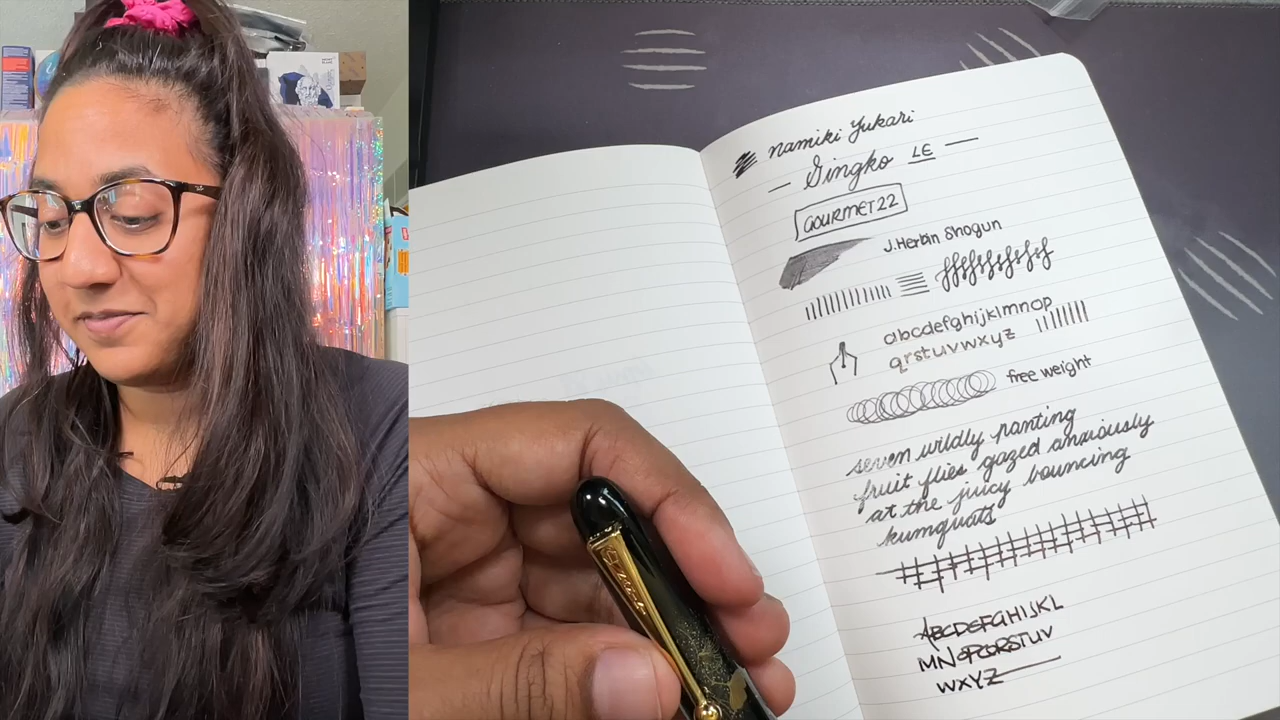 namiki Yukari
- Gingko LE -
GOURMET22
J.Herbin Shogun
abcdefghijklmnop
qrstuvwxyz
free weight
seven wildly panting
fruit flies gazed anxiously
at the juicy bouncing
kumquats
ABCDEFGHIJKL
MNOPQRSTUV
WXYZ